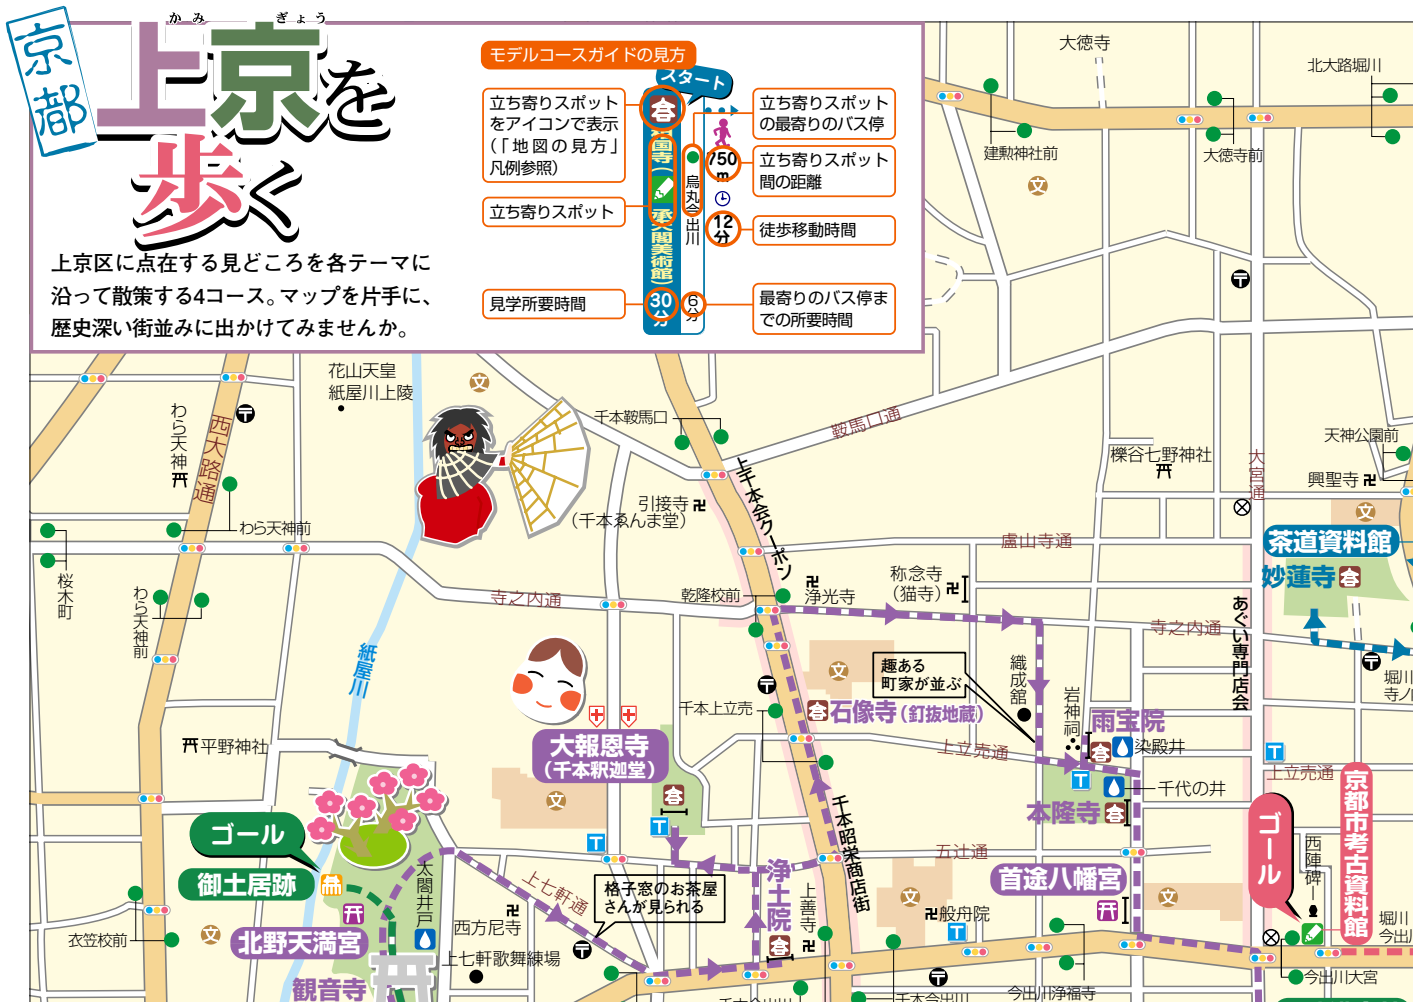 京都
かみぎょう
上京を
歩く
上京区に点在する見どころを各テーマに
沿って散策する4コース。マップを片手に、
歴史深い街並みに出かけてみませんか。
モデルコースガイドの見方
スタート
立ち寄りスポット
をアイコンで表示
(「地図の見方」
凡例参照)
立ち寄りスポット
見学所要時間
30
分
承天閣美術館
烏丸今出川
6分
750
m
12
分
立ち寄りスポット
の最寄りのバス停
立ち寄りスポット
間の距離
徒歩移動時間
最寄りのバス停ま
での所要時間
大徳寺
北大路堀川
建勲神社前
大徳寺前
花山天皇
紙屋川上陵
わら天神
西大路通
わら天神前
桜木町
わら天神前
千本鞍馬口
鞍馬口通
上千本会クーポン
引接寺
(千本ゑんま堂)
櫟谷七野神社
大宮通
天神公園前
興聖寺
茶道資料館
妙蓮寺
盧山寺通
称念寺
(猫寺)
浄光寺
乾隆校前
寺之内通
寺之内通
あぐい専門店会
堀川
紙屋川
趣ある
町家が並ぶ
織成舘
岩神祠
雨宝院
染殿井
石像寺(釘抜地蔵)
千本上立売
上立売通
上立売通
千代の井
本隆寺
平野神社
大報恩寺
(千本釈迦堂)
千本昭栄商店街
五辻通
首途八幡宮
京都市考古資料館
ゴール
西陣碑
堀川
ゴール
御土居跡
太閤井戸
北野天満宮
観音寺
衣笠校前
上七軒通
格子窓のお茶屋
さんが見られる
西方尼寺
上七軒歌舞練場
浄土院
上善寺
般舟院
今出川浄福寺
今出川大宮
千本今出川
千本今出川